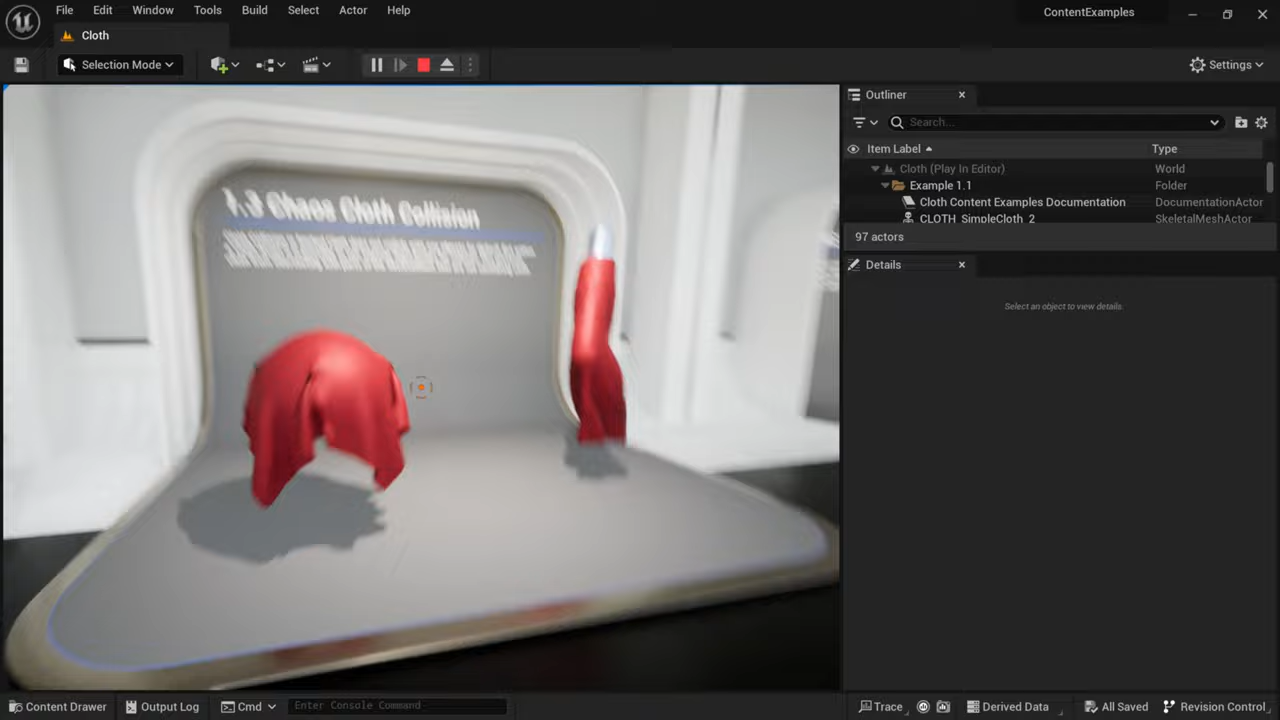 File Edit Window Tools Build Select Actor Help
ContentExamples
Cloth
Selection Mode
Settings
Outliner
Search...
Item Label Type
Cloth (Play In Editor) World
Example 1.1 Folder
Cloth Content Examples Documentation DocumentationActor
CLOTH_SimpleCloth_2 SkeletalMeshActor
97 actors
Details
Select an object to view details.
1.3 Chaos Cloth Collision
Content Drawer Output Log Cmd Enter Console Command
Trace Derived Data All Saved Revision Control